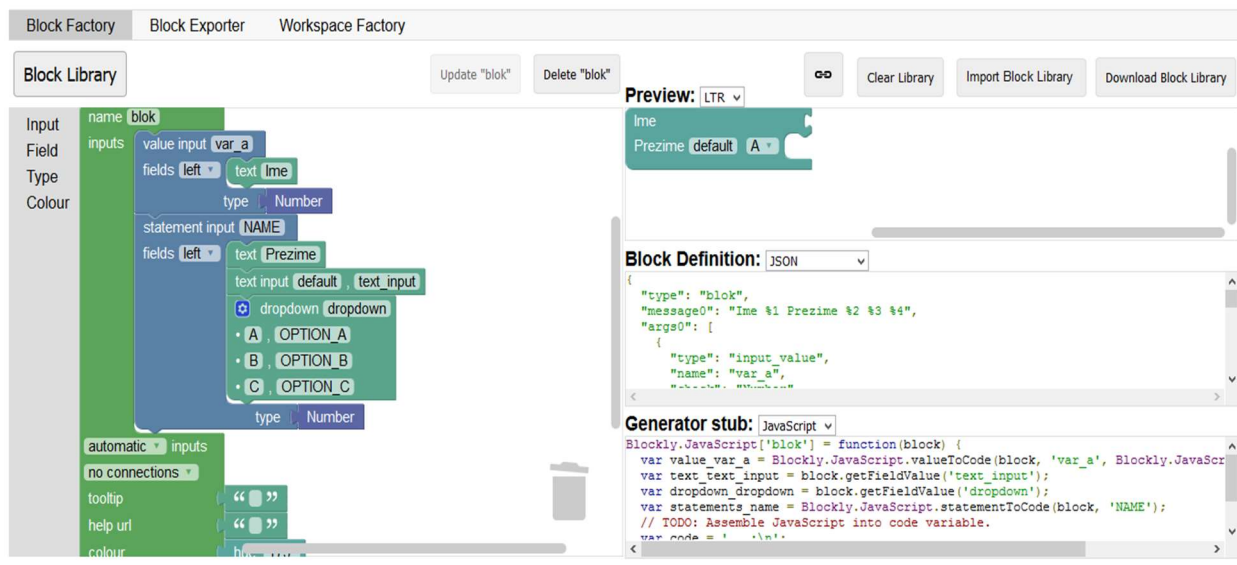 Block Factory Block Exporter Workspace Factory
Block Library Update "blok" Delete "blok"
Clear Library Import Block Library Download Block Library
Input
Field
Type
Colour
name blok
inputs value input var_a
fields left text Ime
type Number
statement input NAME
fields left text Prezime
text input default , text_input
dropdown dropdown
• A , OPTION_A
• B , OPTION_B
• C , OPTION_C
type Number
automatic inputs
no connections
tooltip “ ”
help url “ ”
colour
Preview: LTR
Ime
Prezime default A
Block Definition: JSON
{
"type": "blok",
"message0": "Ime %1 Prezime %2 %3 %4",
"args0": [
{
"type": "input_value",
"name": "var_a",
Generator stub: JavaScript
Blockly.JavaScript['blok'] = function(block) {
var value_var_a = Blockly.JavaScript.valueToCode(block, 'var_a', Blockly.JavaScr
var text_text_input = block.getFieldValue('text_input');
var dropdown_dropdown = block.getFieldValue('dropdown');
var statements_name = Blockly.JavaScript.statementToCode(block, 'NAME');
// TODO: Assemble JavaScript into code variable.